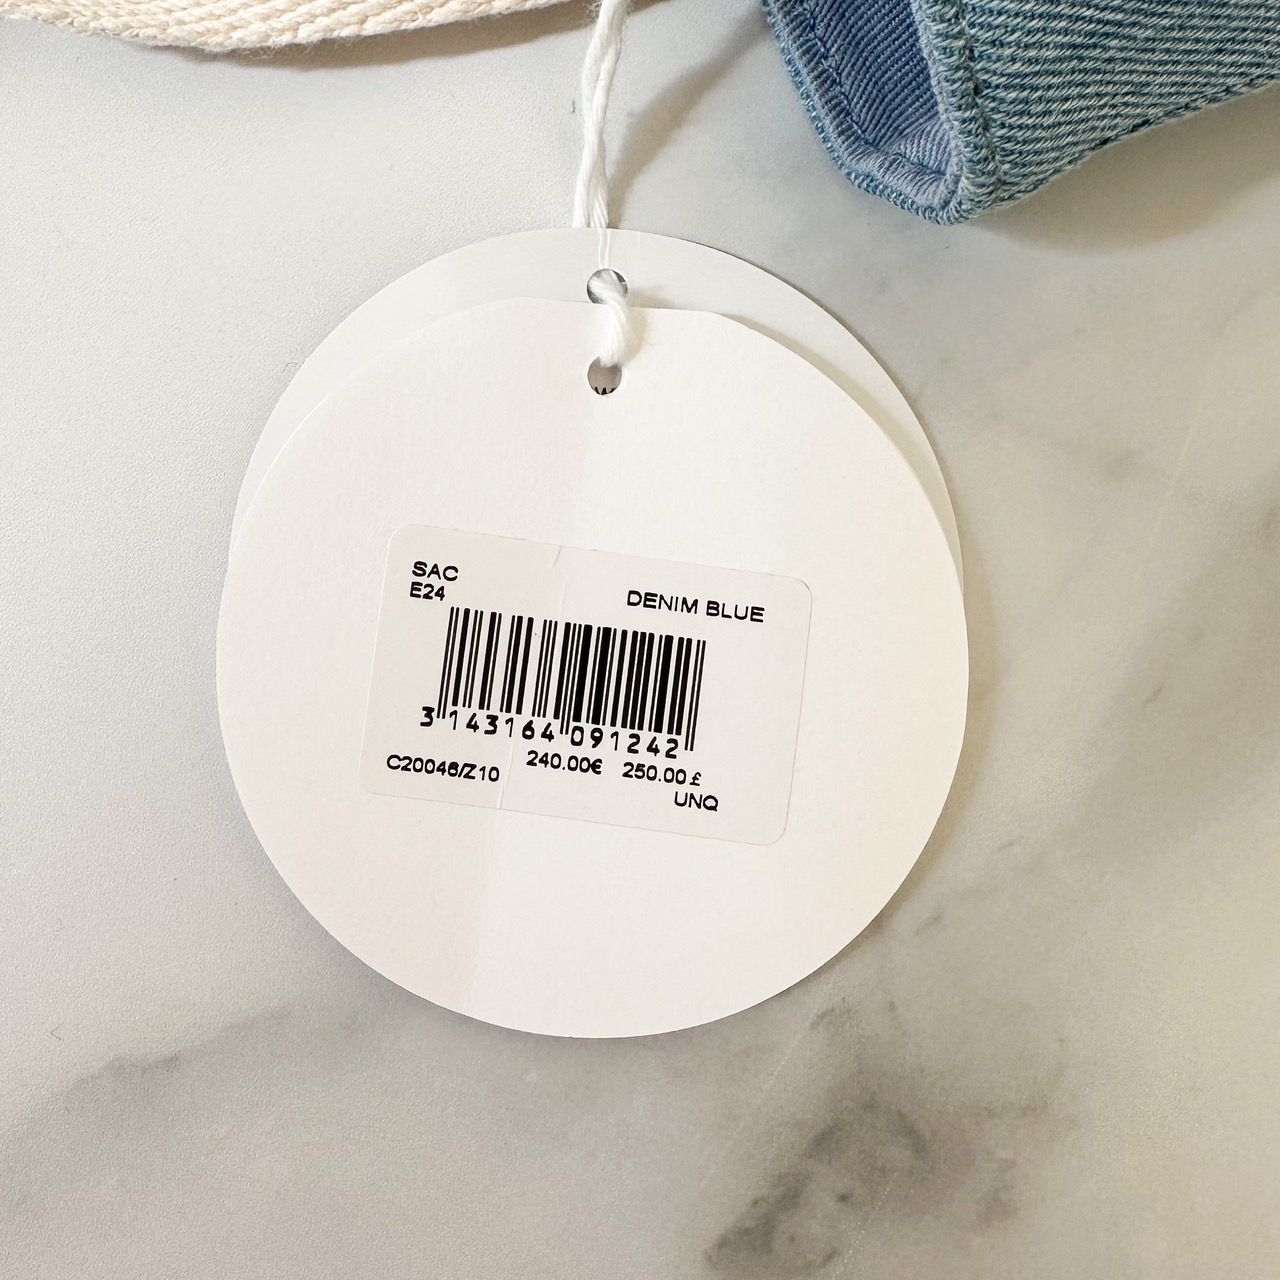 SAC
E24
DENIM BLUE
3 143164 091242
C20046/Z10 240.00€ 250.00£
UNQ